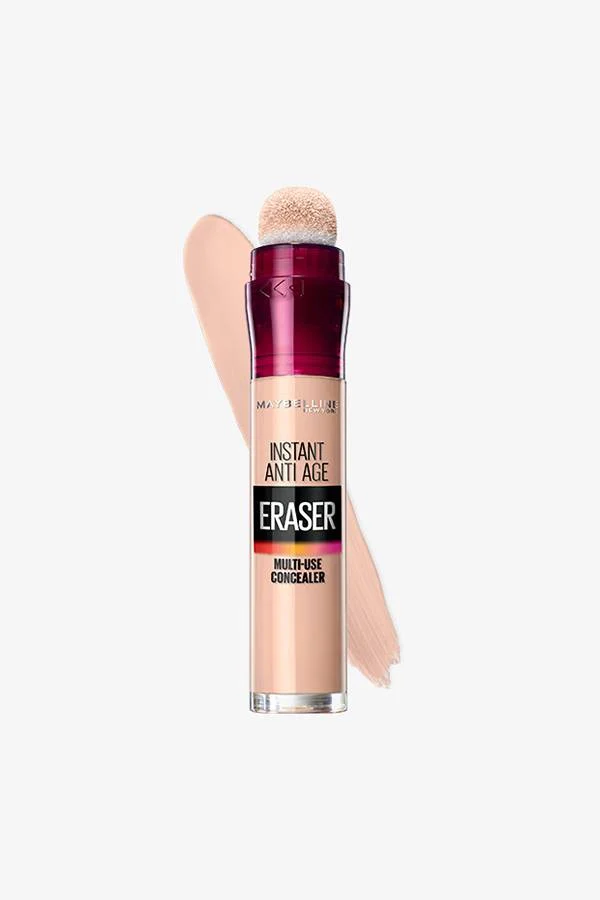 MAYBELLINE
NEW YORK
INSTANT
ANTI AGE
ERASER
MULTI-USE
CONCEALER